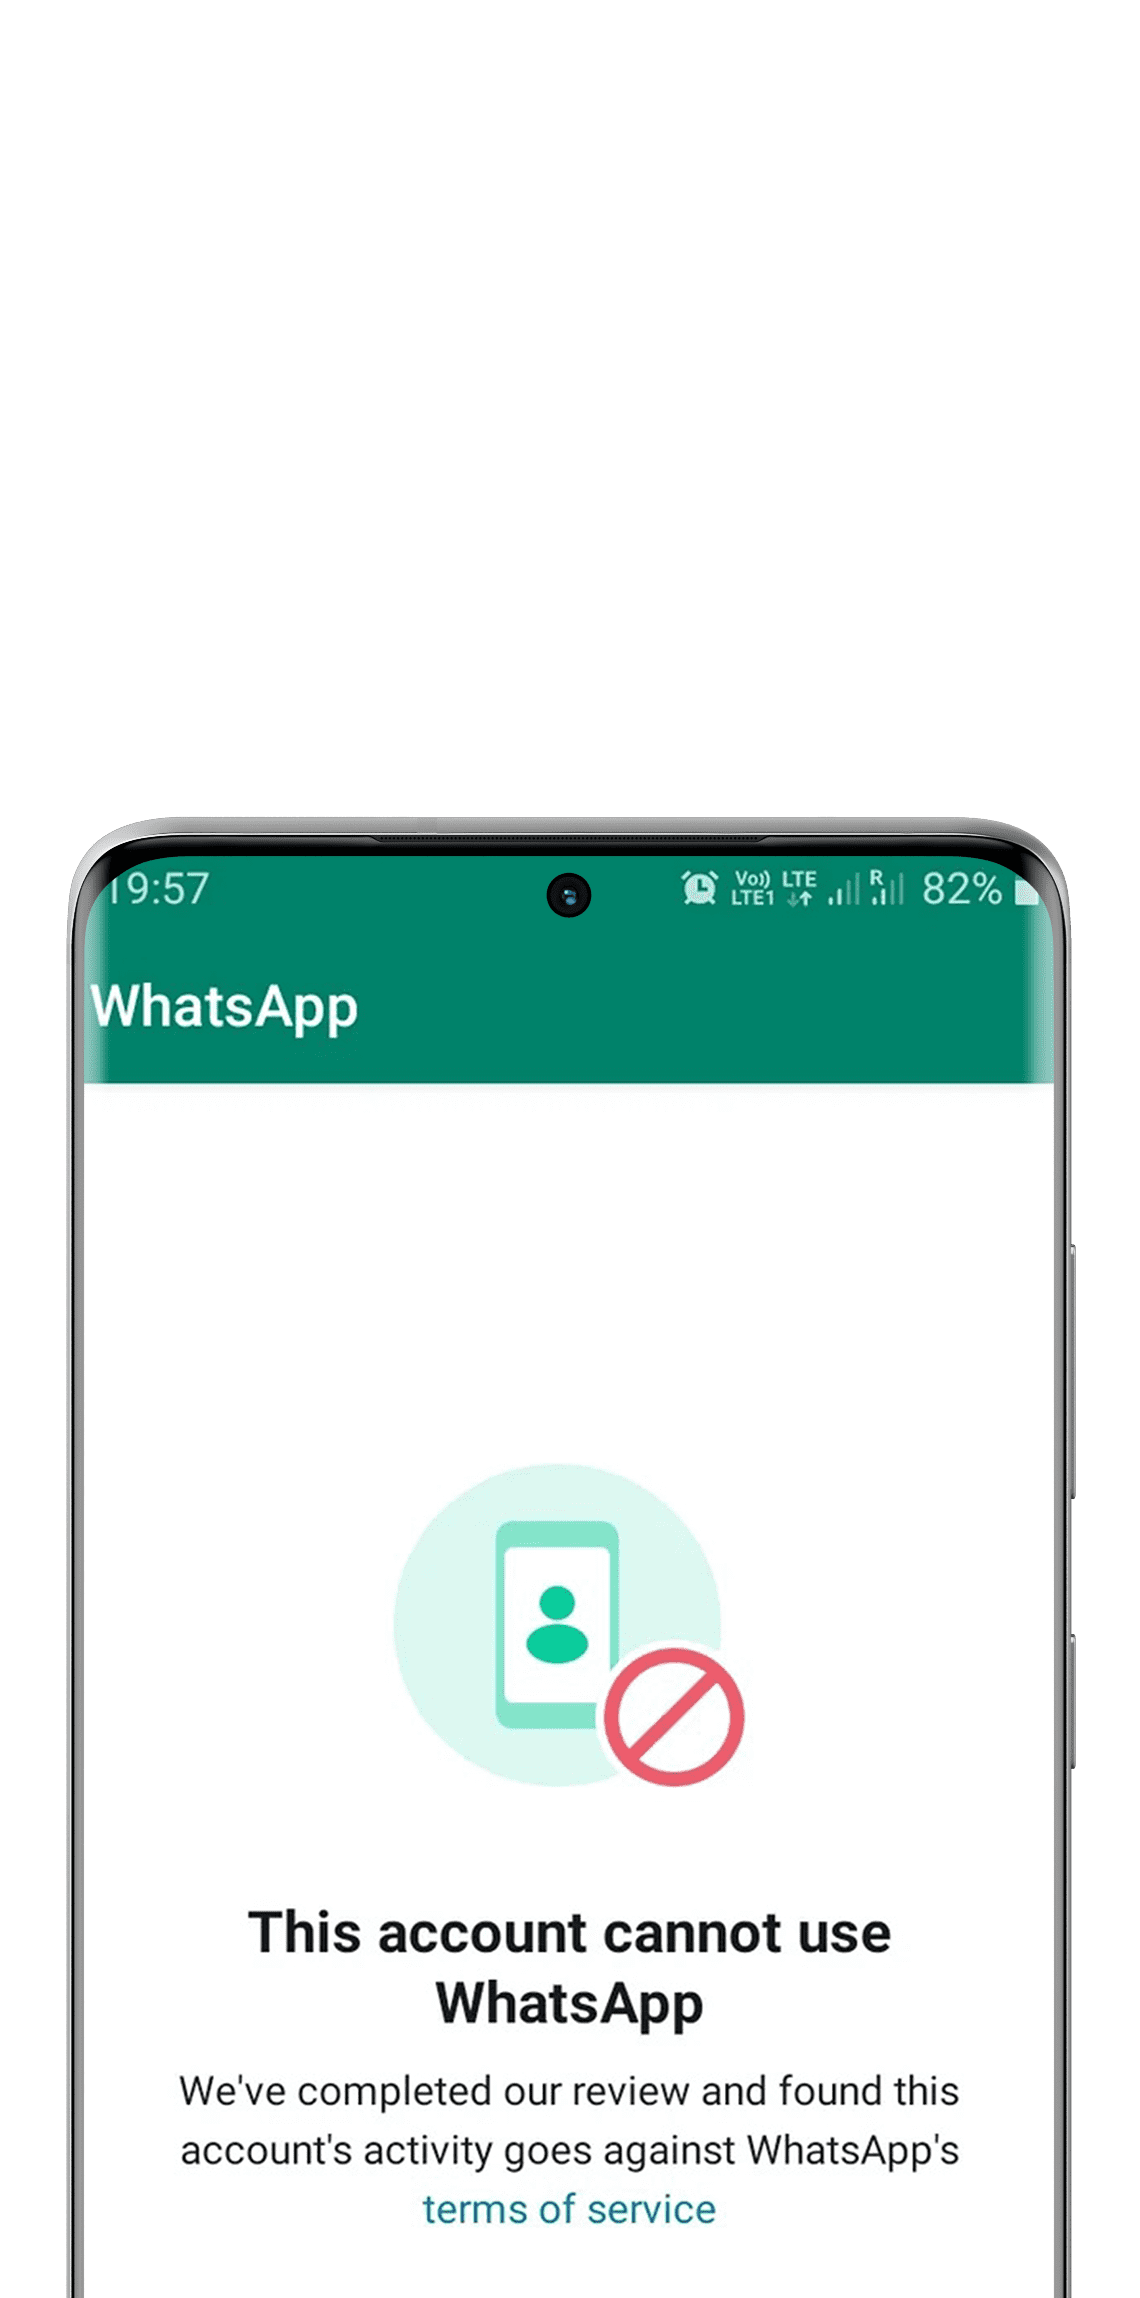 19:57 Vo)) LTE1 LTE R 82%
WhatsApp
This account cannot use
WhatsApp
We've completed our review and found this
account's activity goes against WhatsApp's
terms of service